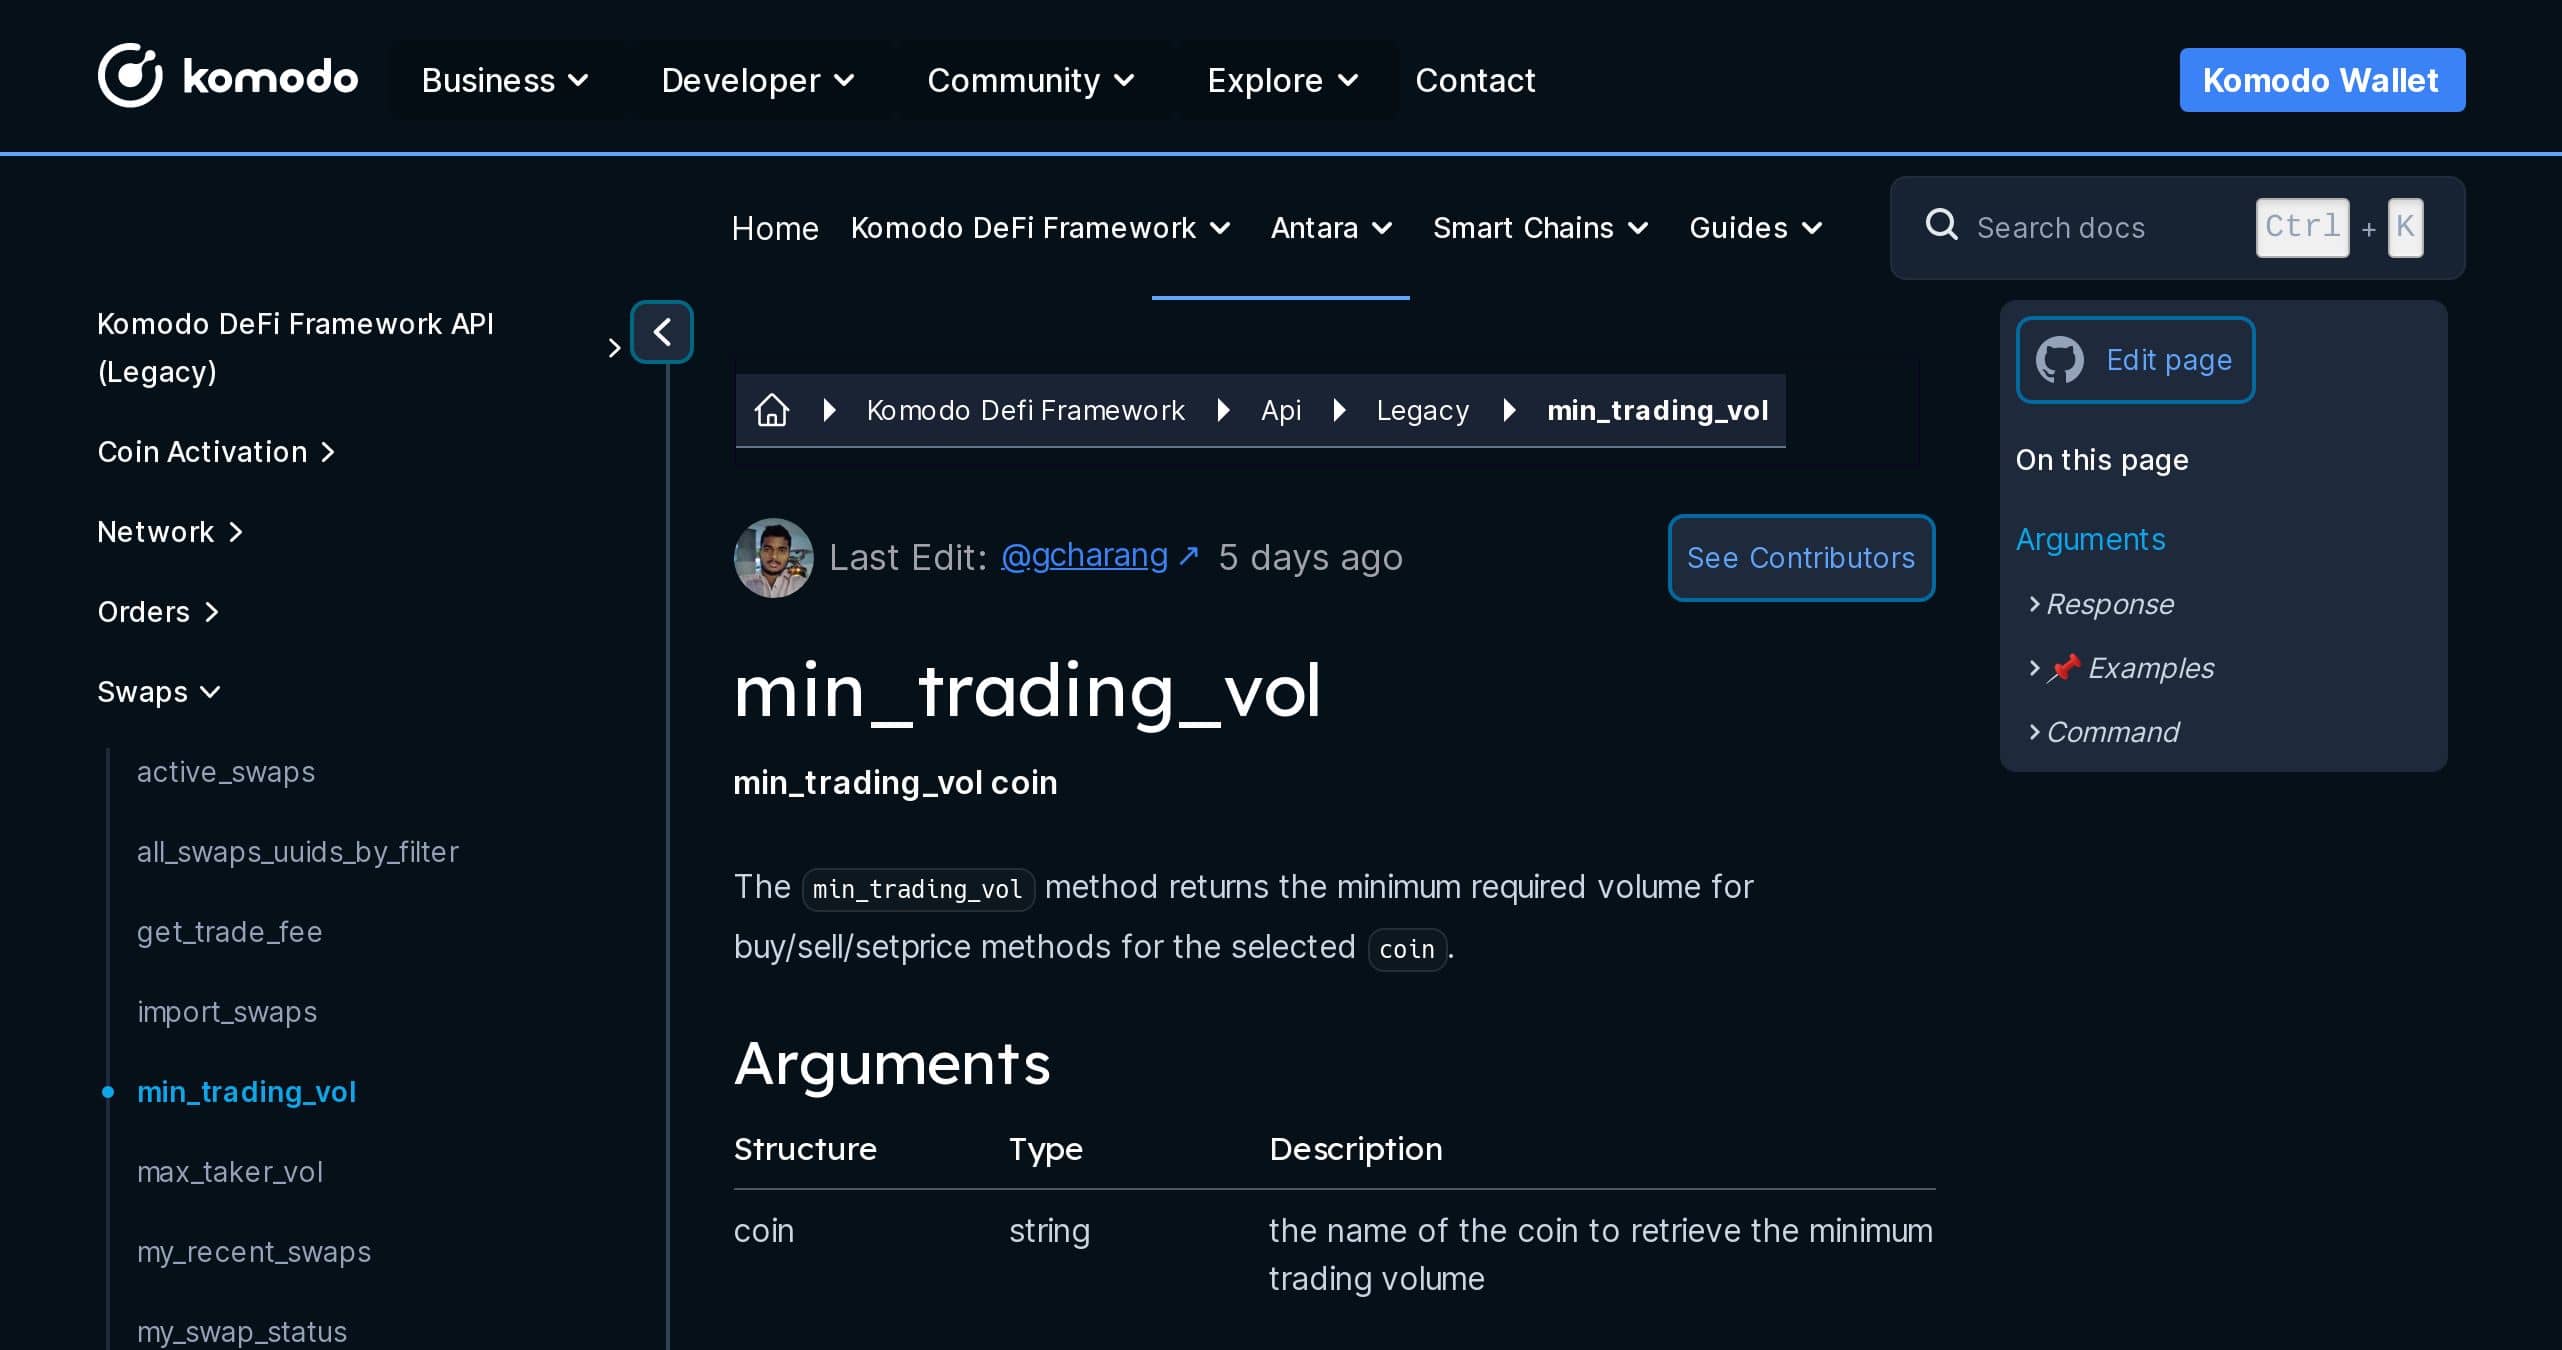 komodo
Business
Developer
Community
Explore
Contact
Komodo Wallet
Home
Komodo DeFi Framework
Antara
Smart Chains
Guides
Search docs
Ctrl + K
Komodo DeFi Framework API
(Legacy)
Coin Activation
Network
Orders
Swaps
active_swaps
all_swaps_uuids_by_filter
get_trade_fee
import_swaps
min_trading_vol
max_taker_vol
my_recent_swaps
my_swap_status
Komodo Defi Framework
Api
Legacy
min_trading_vol
Last Edit: @gcharang ↗ 5 days ago
See Contributors
min_trading_vol
min_trading_vol coin
The min_trading_vol method returns the minimum required volume for
buy/sell/setprice methods for the selected coin.
Arguments
Structure Type Description
coin string the name of the coin to retrieve the minimum
trading volume
Edit page
On this page
Arguments
Response
📌 Examples
Command